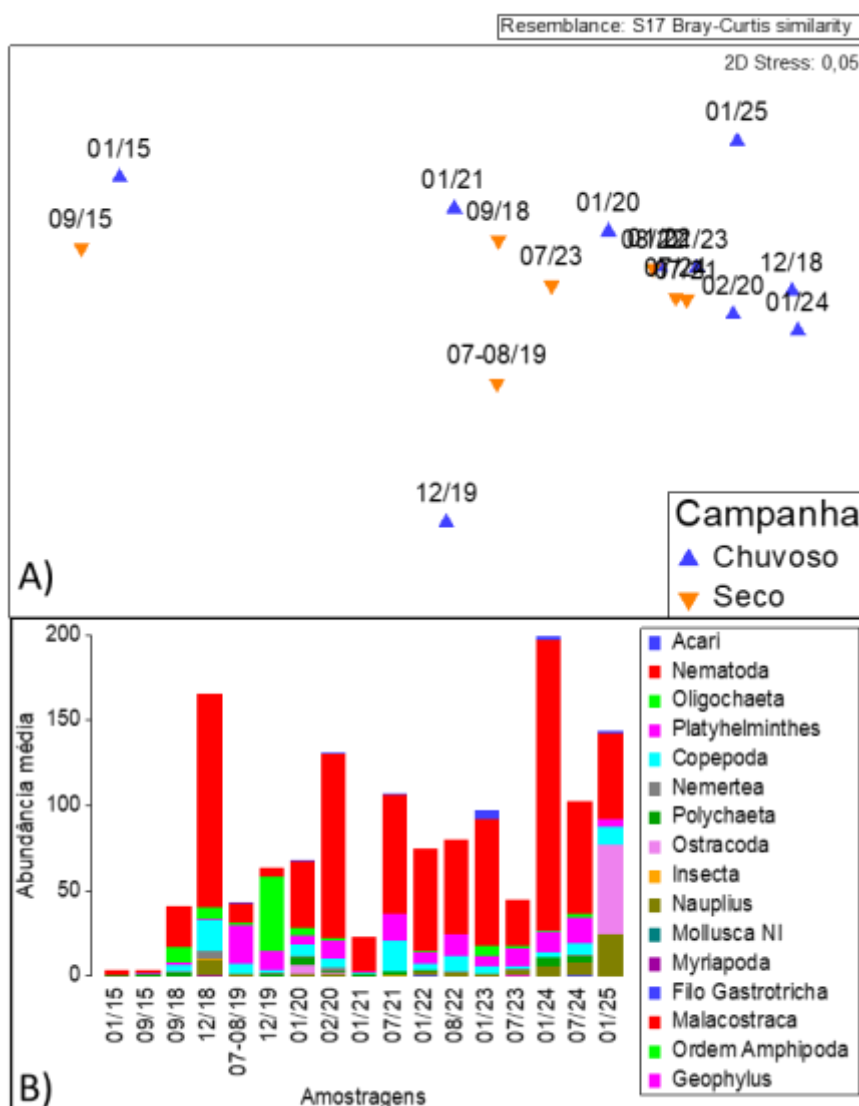 Resemblance: S17 Bray-Curtis similarity
2D Stress: 0,05
01/25
01/15
01/21
09/15
09/18
01/20
07/23
12/18
02/20
01/24
07-08/19
12/19
Campanha
Chuvoso
Seco
A)
200
150
100
50
0
Abundância média
01/15
09/15
09/18
12/18
07-08/19
12/19
01/20
02/20
01/21
07/21
01/22
08/22
01/23
07/23
01/24
07/24
01/25
Amostragens
Acari
Nematoda
Oligochaeta
Platyhelminthes
Copepoda
Nemertea
Polychaeta
Ostracoda
Insecta
Nauplius
Mollusca NI
Myriapoda
Filo Gastrotricha
Malacostraca
Ordem Amphipoda
Geophylus
B)